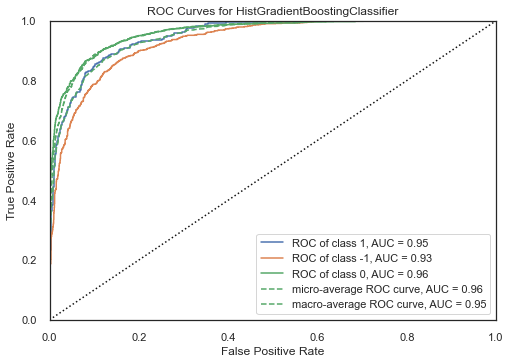 ROC Curves for HistGradientBoostingClassifier
1.0
0.8
0.6
0.4
0.2
0.0
True Positive Rate
ROC of class 1, AUC = 0.95
ROC of class -1, AUC = 0.93
ROC of class 0, AUC = 0.96
micro-average ROC curve, AUC = 0.96
macro-average ROC curve, AUC = 0.95
0.0 0.2 0.4 0.6 0.8 1.0
False Positive Rate